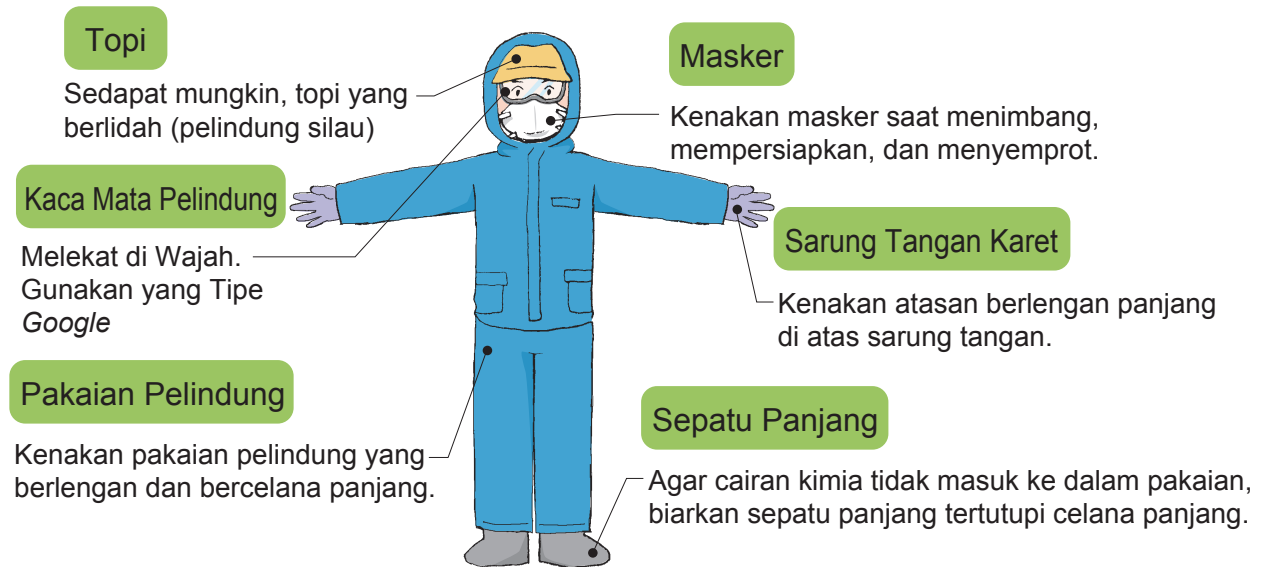 Topi
Sedapat mungkin, topi yang
berlidah (pelindung silau)
Kaca Mata Pelindung
Melekat di Wajah.
Gunakan yang Tipe
Google
Pakaian Pelindung
Kenakan pakaian pelindung yang
berlengan dan bercelana panjang.
Masker
Kenakan masker saat menimbang,
mempersiapkan, dan menyemprot.
Sarung Tangan Karet
Kenakan atasan berlengan panjang
di atas sarung tangan.
Sepatu Panjang
Agar cairan kimia tidak masuk ke dalam pakaian,
biarkan sepatu panjang tertutupi celana panjang.